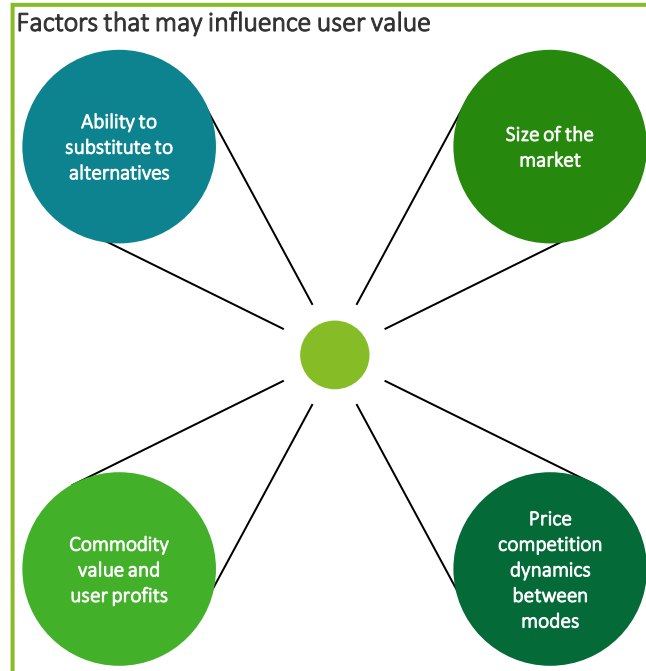 Factors that may influence user value
Ability to
substitute to
alternatives
Size of the
market
Commodity
value and
user profits
Price
competition
dynamics
between
modes